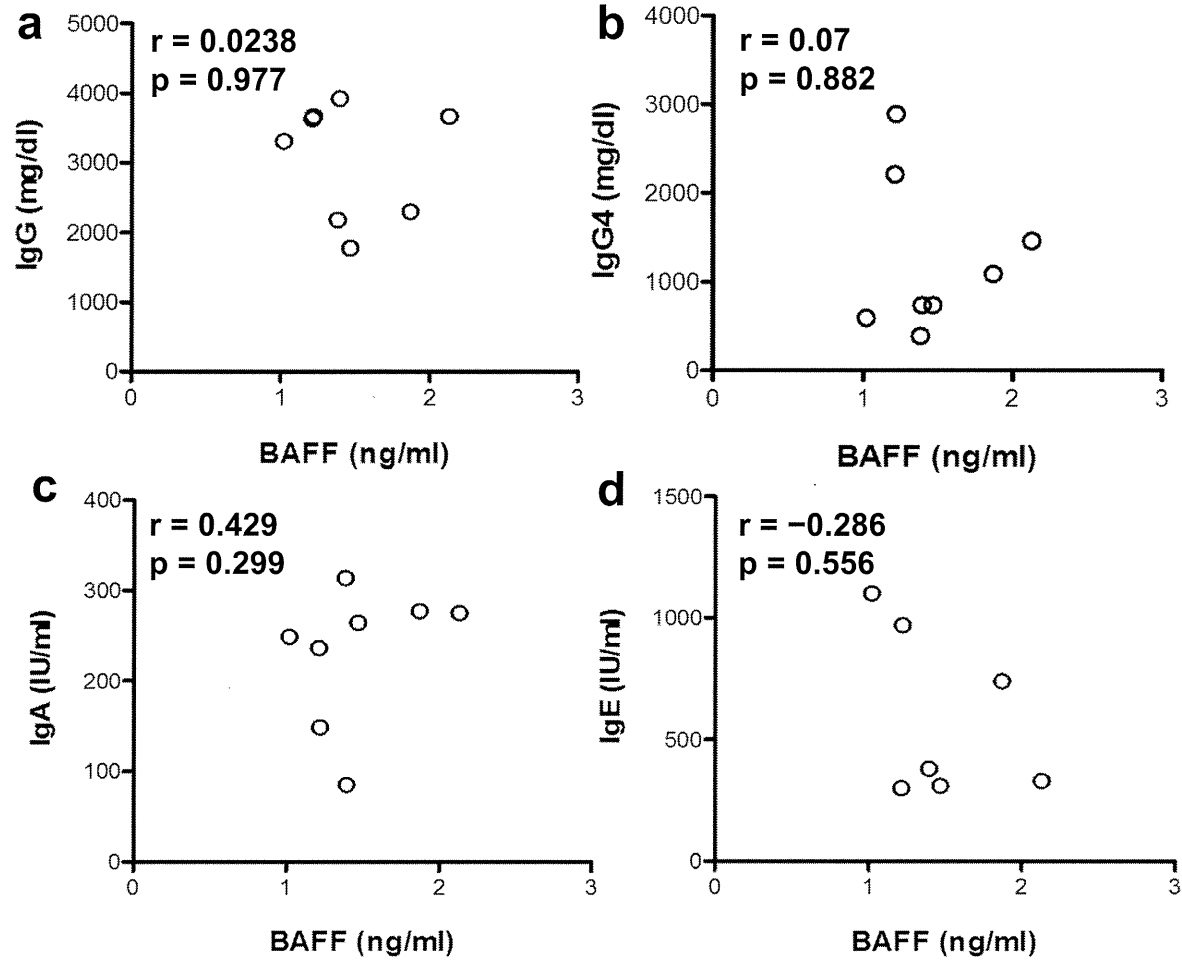 a
r = 0.0238
p = 0.977
5000
4000
3000
2000
1000
0
IgG (mg/dl)
0 1 2 3
BAFF (ng/ml)
b
r = 0.07
p = 0.882
4000
3000
2000
1000
0
IgG4 (mg/dl)
0 1 2 3
BAFF (ng/ml)
c
r = 0.429
p = 0.299
400
300
200
100
0
IgA (IU/ml)
0 1 2 3
BAFF (ng/ml)
d
r = −0.286
p = 0.556
1500
1000
500
0
IgE (IU/ml)
0 1 2 3
BAFF (ng/ml)